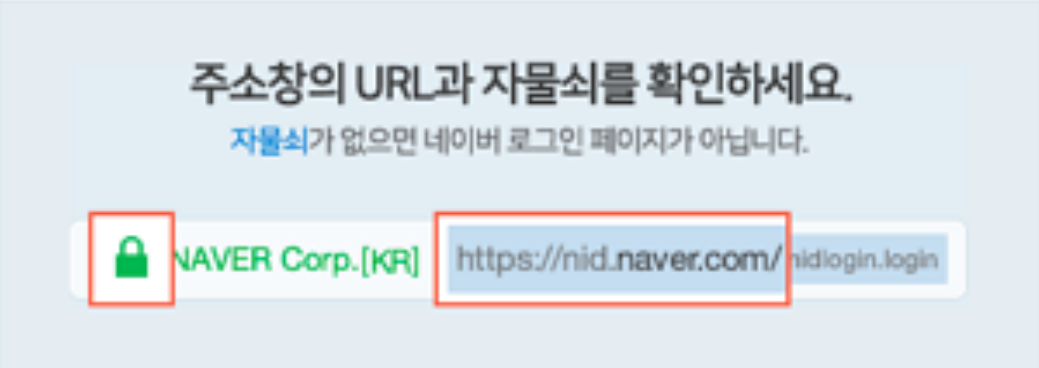 주소창의 URL과 자물쇠를 확인하세요.
자물쇠가 없으면 네이버 로그인 페이지가 아닙니다.
NAVER Corp.[KR] https://nid.naver.com/nidlogin.login